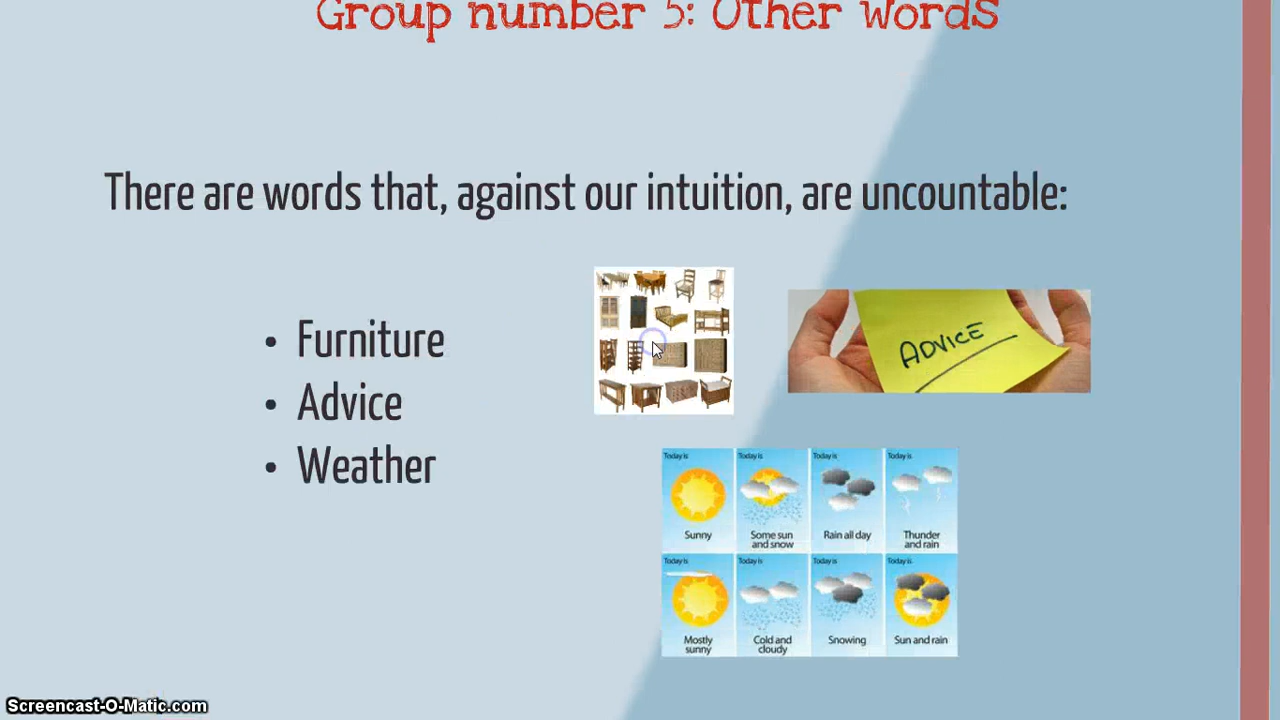 Group number 5: Other words
There are words that, against our intuition, are uncountable:
• Furniture
• Advice
• Weather
ADVICE
Today is Today is Today is Today is
Sunny Some sun and snow Rain all day Thunder and rain
Today is Today is Today is Today is
Mostly sunny Cold and cloudy Snowing Sun and rain
Screencast-O-Matic.com